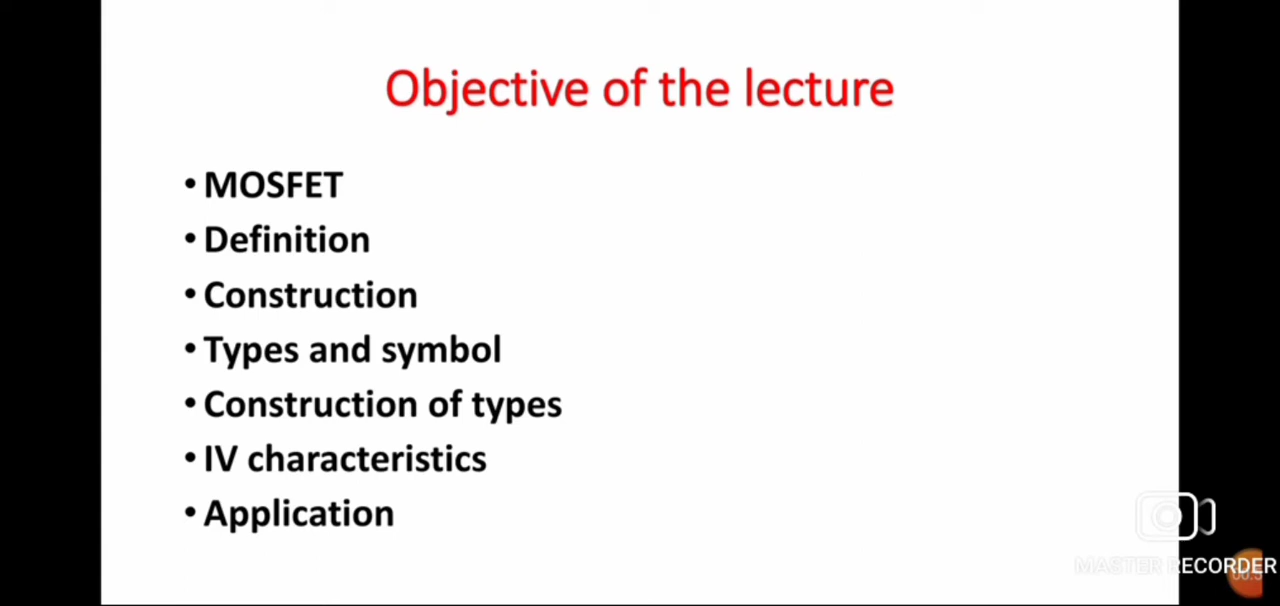 Objective of the lecture
• MOSFET
• Definition
• Construction
• Types and symbol
• Construction of types
• IV characteristics
• Application
MASTER RECORDER